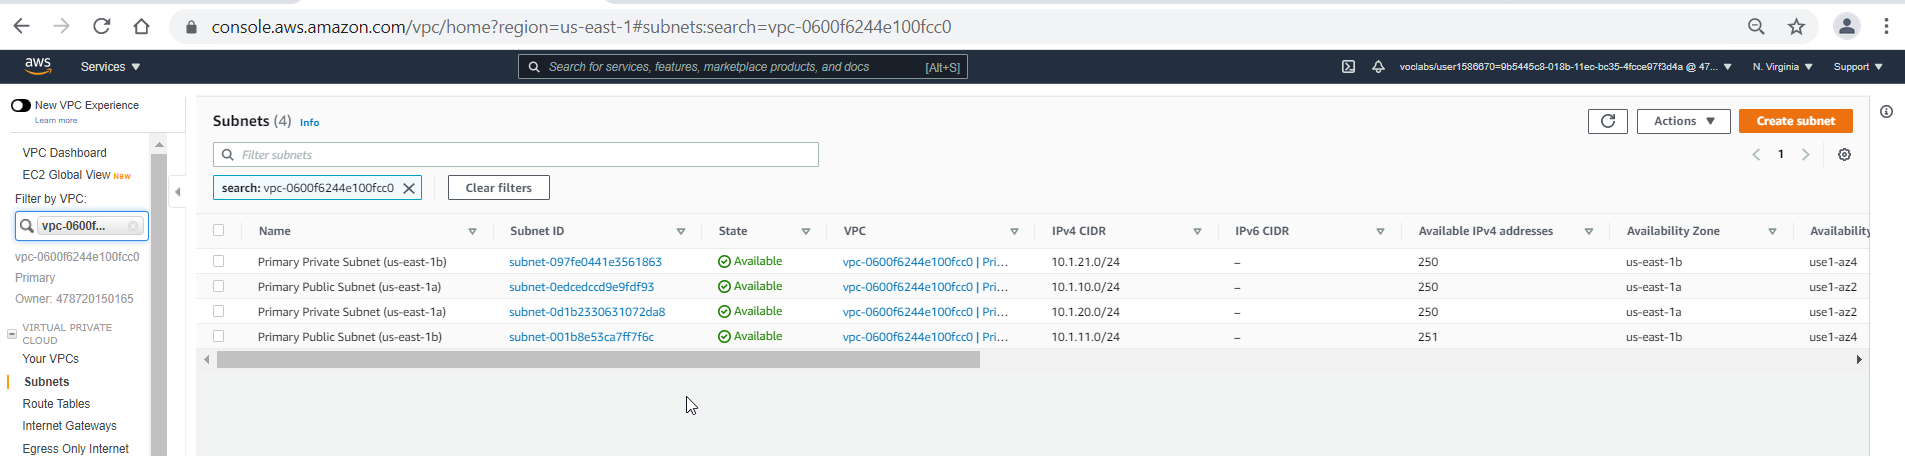 console.aws.amazon.com/vpc/home?region=us-east-1#subnets:search=vpc-0600f6244e100fcc0
aws Services Search for services, features, marketplace products, and docs [Alt+S] voclabs/user1586670=9b5445c8-018b-11ec-bc35-4fcce97f3d4a @ 47... N. Virginia Support
New VPC Experience
Learn more
VPC Dashboard
EC2 Global View New
Filter by VPC:
vpc-0600f...
vpc-0600f6244e100fcc0
Primary
Owner: 478720150165
VIRTUAL PRIVATE
CLOUD
Your VPCs
Subnets
Route Tables
Internet Gateways
Egress Only Internet
Subnets (4) Info
Actions
Create subnet
Filter subnets
1
search: vpc-0600f6244e100fcc0
Clear filters
Name Subnet ID State VPC IPv4 CIDR IPv6 CIDR Available IPv4 addresses Availability Zone Availability
Primary Private Subnet (us-east-1b) subnet-097fe0441e3561863 Available vpc-0600f6244e100fcc0 | Pri... 10.1.21.0/24 – 250 us-east-1b use1-az4
Primary Public Subnet (us-east-1a) subnet-0edcedccd9e9fdf93 Available vpc-0600f6244e100fcc0 | Pri... 10.1.10.0/24 – 250 us-east-1a use1-az2
Primary Private Subnet (us-east-1a) subnet-0d1b2330631072da8 Available vpc-0600f6244e100fcc0 | Pri... 10.1.20.0/24 – 250 us-east-1a use1-az2
Primary Public Subnet (us-east-1b) subnet-001b8e53ca7ff7f6c Available vpc-0600f6244e100fcc0 | Pri... 10.1.11.0/24 – 251 us-east-1b use1-az4